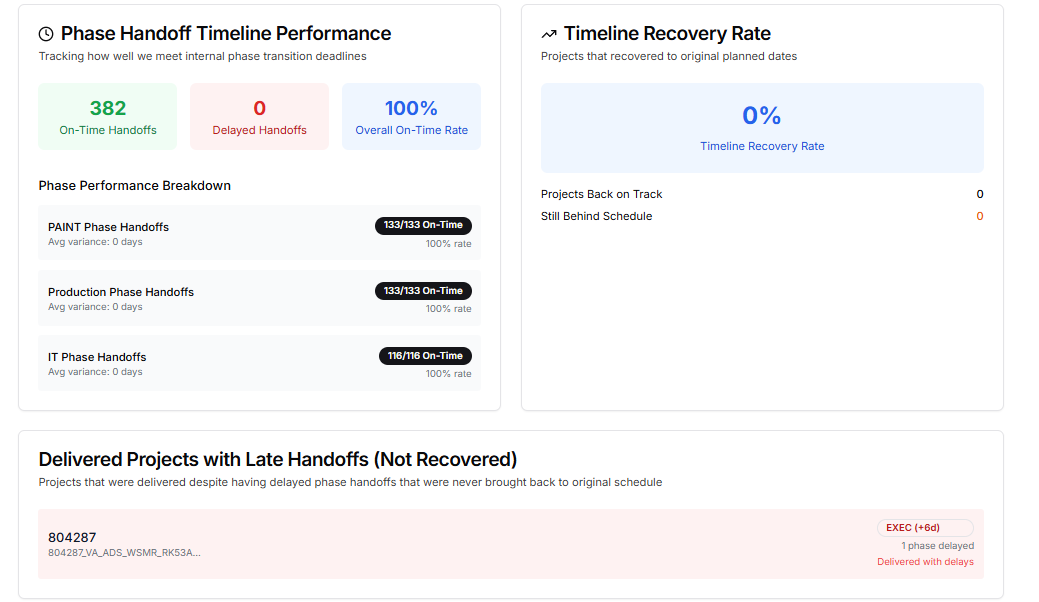 Phase Handoff Timeline Performance
Tracking how well we meet internal phase transition deadlines
382
On-Time Handoffs
0
Delayed Handoffs
100%
Overall On-Time Rate
Phase Performance Breakdown
PAINT Phase Handoffs
Avg variance: 0 days
133/133 On-Time
100% rate
Production Phase Handoffs
Avg variance: 0 days
133/133 On-Time
100% rate
IT Phase Handoffs
Avg variance: 0 days
116/116 On-Time
100% rate
Timeline Recovery Rate
Projects that recovered to original planned dates
0%
Timeline Recovery Rate
Projects Back on Track 0
Still Behind Schedule 0
Delivered Projects with Late Handoffs (Not Recovered)
Projects that were delivered despite having delayed phase handoffs that were never brought back to original schedule
804287
804287_VA_ADS_WSMR_RK53A...
EXEC (+6d)
1 phase delayed
Delivered with delays